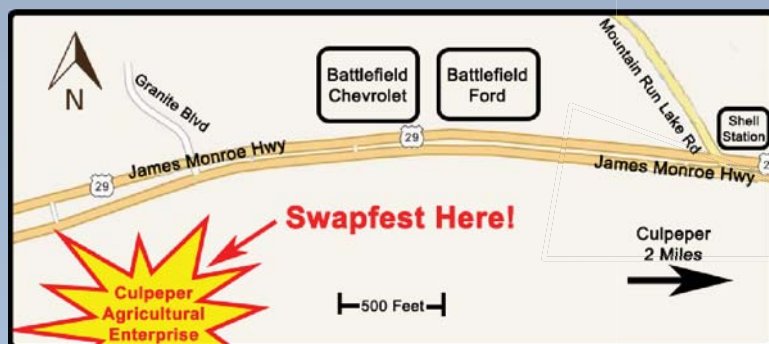 N
Granite Blvd
Battlefield
Chevrolet
Battlefield
Ford
Mountain Run Lake Rd
Shell
Station
James Monroe Hwy
29
29
James Monroe Hwy
2
Swapfest Here!
Culpeper
2 Miles
Culpeper
Agricultural
Enterprise
500 Feet